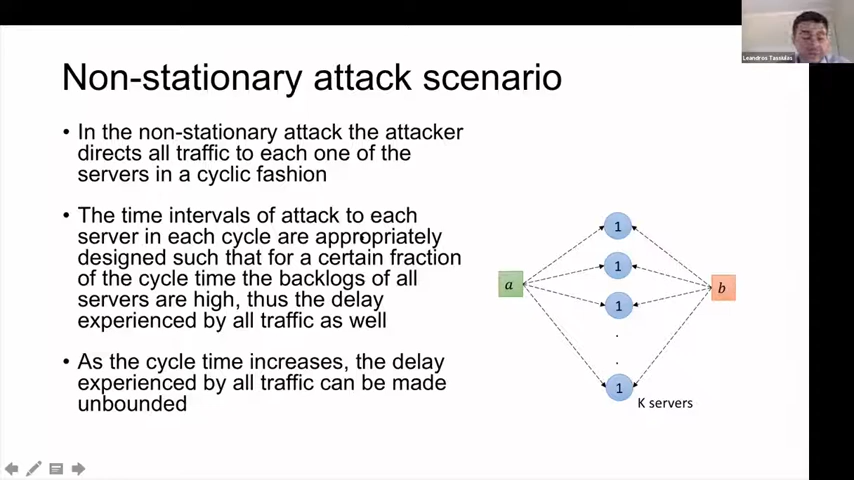 Leandros Tassiulas
Non-stationary attack scenario
• In the non-stationary attack the attacker
directs all traffic to each one of the
servers in a cyclic fashion
• The time intervals of attack to each
server in each cycle are appropriately
designed such that for a certain fraction
of the cycle time the backlogs of all
servers are high, thus the delay
experienced by all traffic as well
• As the cycle time increases, the delay
experienced by all traffic can be made
unbounded
1
1
a
b
1
.
.
1
K servers